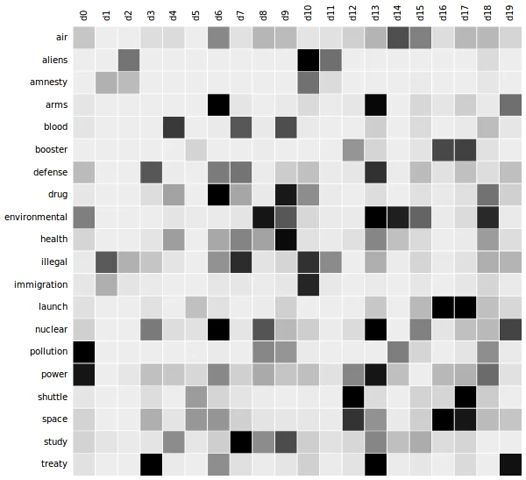 d0 d1 d2 d3 d4 d5 d6 d7 d8 d9 d10 d11 d12 d13 d14 d15 d16 d17 d18 d19
air
aliens
amnesty
arms
blood
booster
defense
drug
environmental
health
illegal
immigration
launch
nuclear
pollution
power
shuttle
space
study
treaty